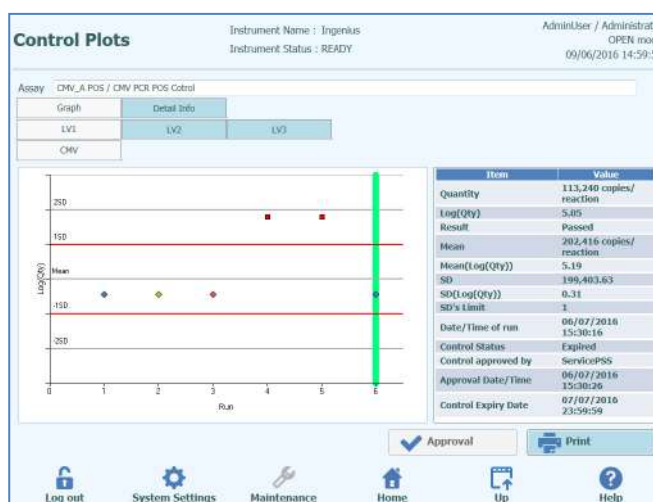 Control Plots
Instrument Name : Ingenius
Instrument Status : READY
AdminUser / Administrat
OPEN mod
09/06/2016 14:59:5
Assay
CMV_A POS / CMV PCR POS Cotrol
Graph
Detail Info
LV1
LV2
LV3
CMV
Log(Qty)
2SD
1SD
Mean
-1SD
-2SD
0 1 2 3 4 5 6
Run
Item Value
Quantity 113,240 copies/
reaction
Log(Qty) 5.05
Result Passed
Mean 202,416 copies/
reaction
Mean(Log(Qty)) 5.19
SD 199,403.63
SD(Log(Qty)) 0.31
SD's Limit 1
Date/Time of run 06/07/2016
15:30:16
Control Status Expired
Control approved by ServicePSS
Approval Date/Time 06/07/2016
15:30:26
Control Expiry Date 07/07/2016
23:59:59
Approval
Print
Log out
System Settings
Maintenance
Home
Up
Help